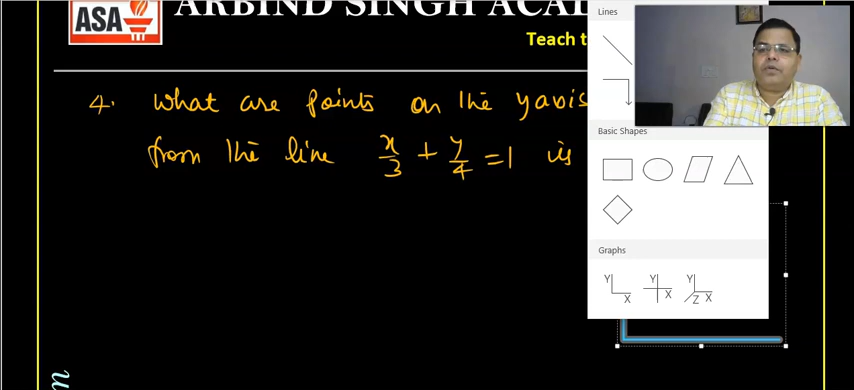 ARBIND SINGH ACA
ASA
Teach t
4. What are points on the yaxis
from the line x/3 + y/4 = 1 is
Lines
Basic Shapes
Graphs
Y X
Y X
Y Z X
m